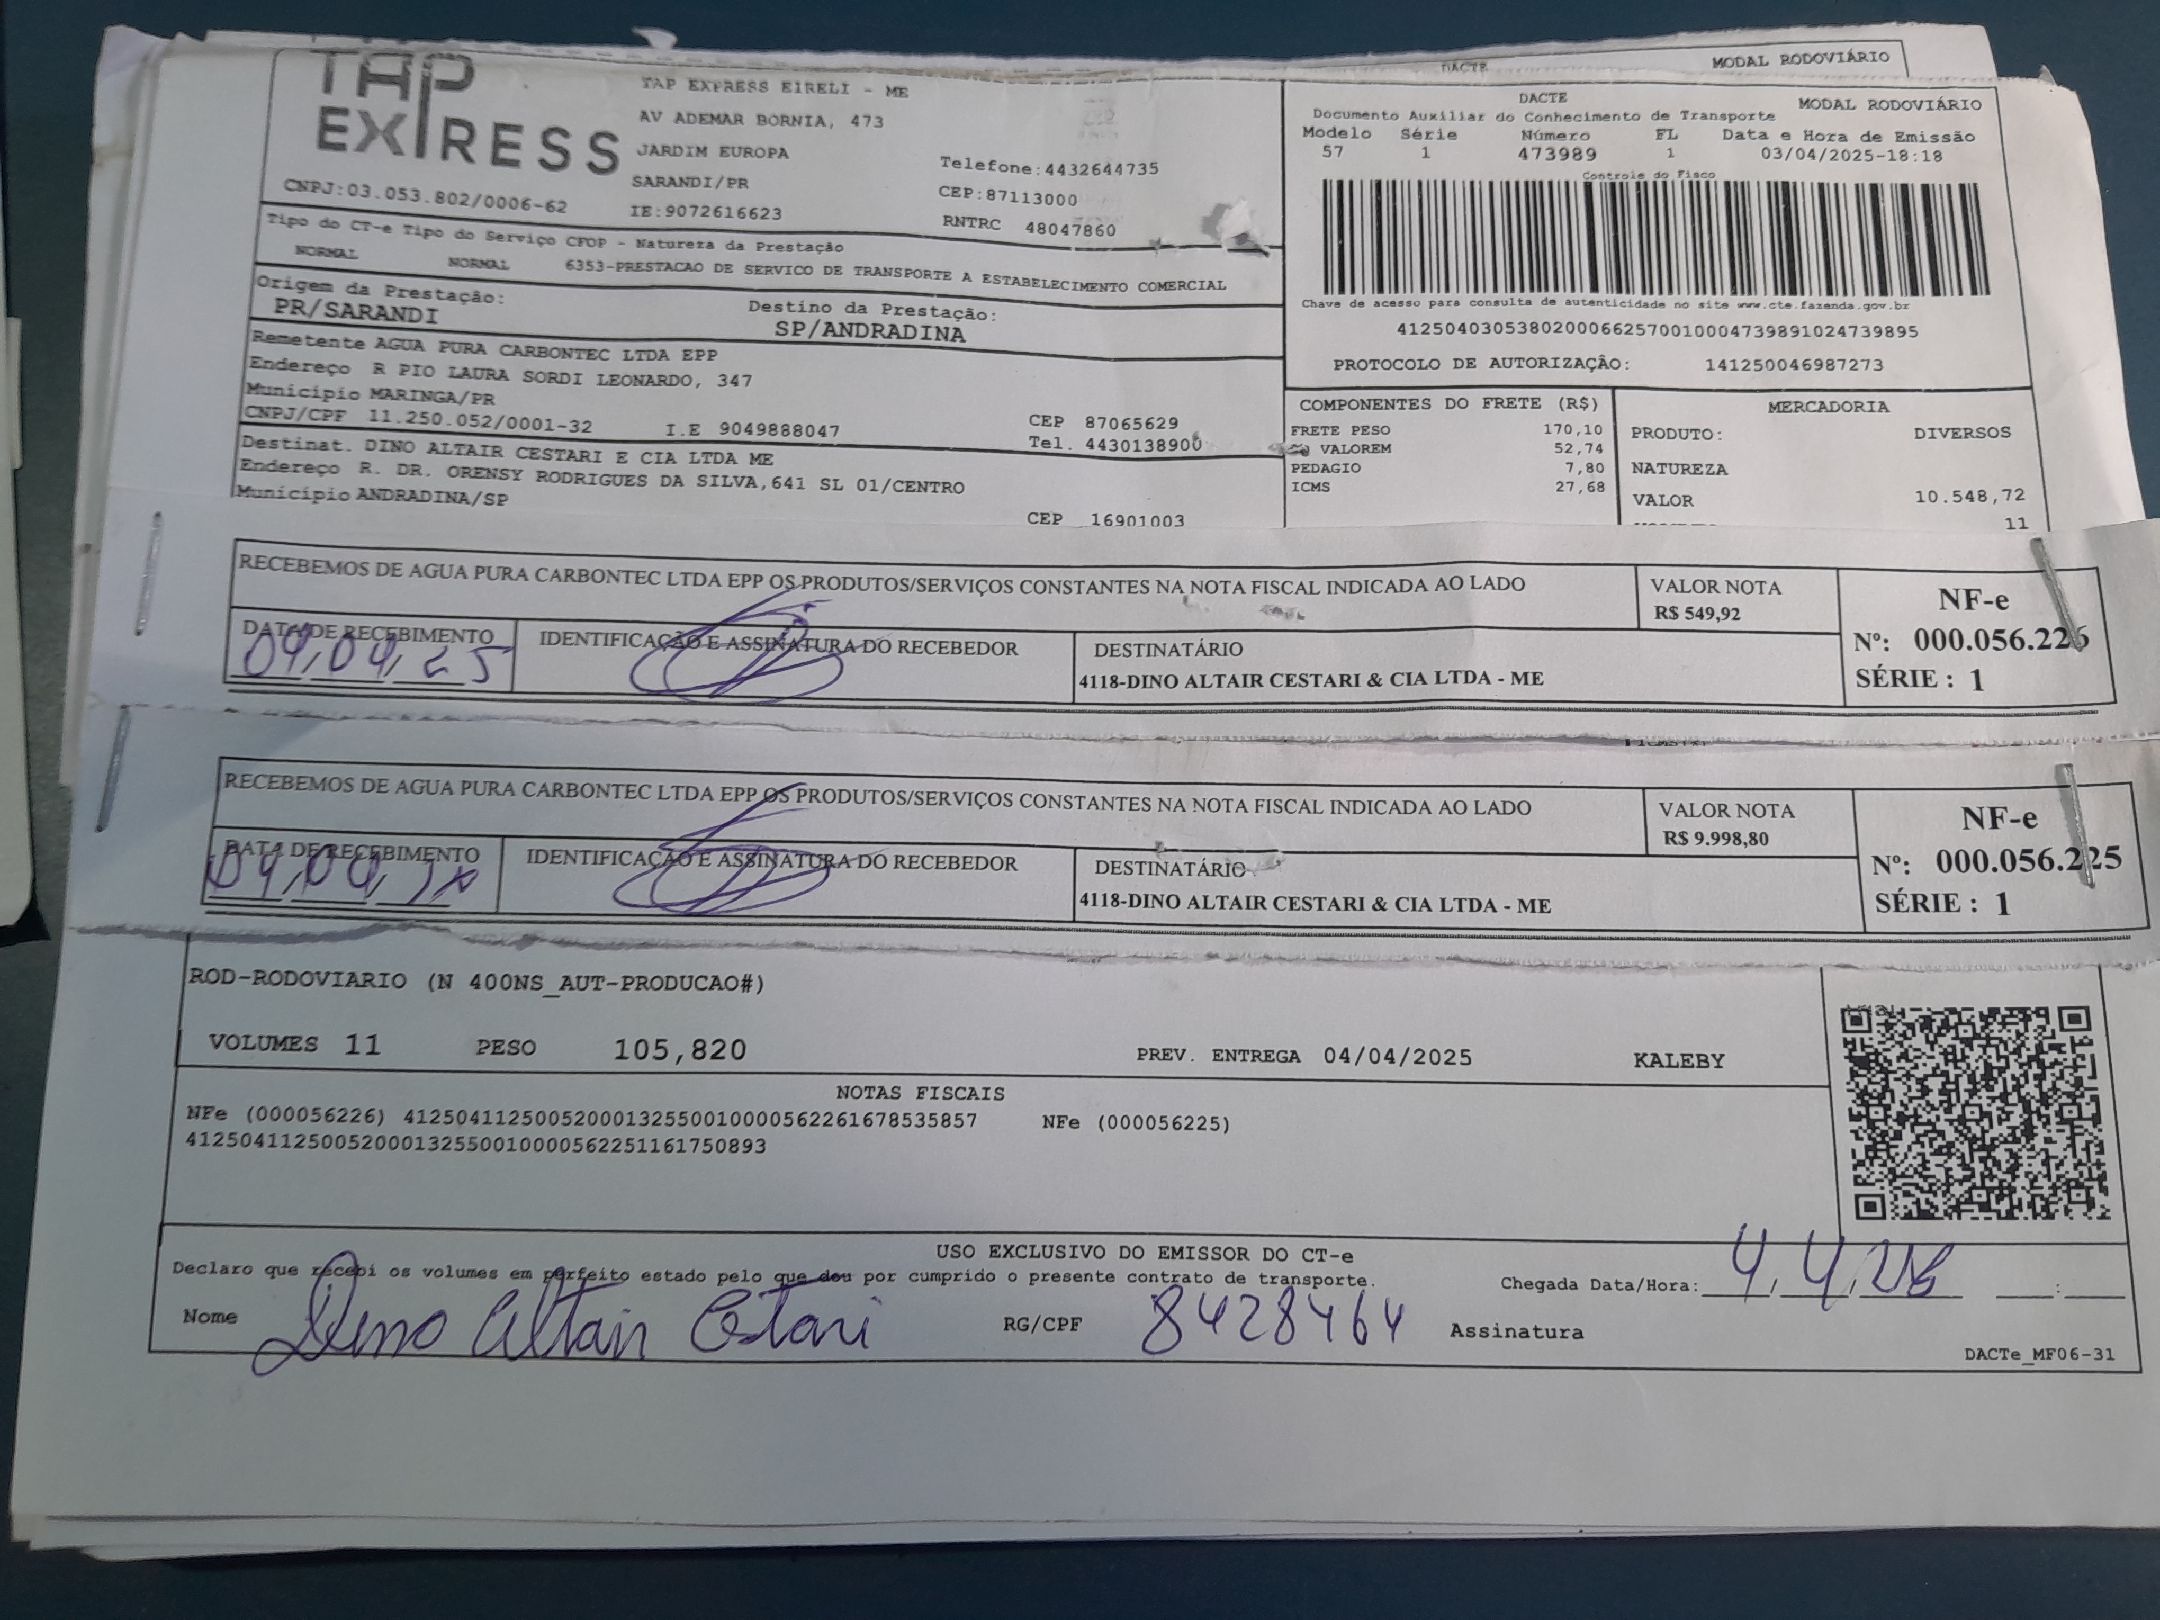 DACTE MODAL RODOVIÁRIO
TAP EXPRESS
TAP EXPRESS EIRELI - ME
AV ADEMAR BORNIA, 473
JARDIM EUROPA
SARANDI/PR
IE:9072616623
Telefone:4432644735
CEP:87113000
RNTRC 48047860
CNPJ:03.053.802/0006-62
DACTE MODAL RODOVIÁRIO
Documento Auxiliar do Conhecimento de Transporte
Modelo Série Número FL Data e Hora de Emissão
57 1 473989 1 03/04/2025-18:18
Controle do Fisco
Chave de acesso para consulta de autenticidade no site www.cte.fazenda.gov.br
41250403053802000662570010004739891024739895
PROTOCOLO DE AUTORIZAÇÃO: 141250046987273
Tipo do CT-e Tipo do Serviço CFOP - Natureza da Prestação
NORMAL NORMAL 6353-PRESTACAO DE SERVICO DE TRANSPORTE A ESTABELECIMENTO COMERCIAL
Origem da Prestação: Destino da Prestação:
PR/SARANDI SP/ANDRADINA
Remetente AGUA PURA CARBONTEC LTDA EPP
Endereço R PIO LAURA SORDI LEONARDO, 347
Município MARINGA/PR CEP 87065629
CNPJ/CPF 11.250.052/0001-32 I.E 9049888047 Tel. 4430138900
Destinat. DINO ALTAIR CESTARI E CIA LTDA ME
Endereço R. DR. ORENSY RODRIGUES DA SILVA,641 SL 01/CENTRO
Município ANDRADINA/SP CEP 16901003
COMPONENTES DO FRETE (R$)
FRETE PESO 170,10
VALOREM 52,74
PEDAGIO 7,80
ICMS 27,68
MERCADORIA
PRODUTO: DIVERSOS
NATUREZA
VALOR 10.548,72
11
RECEBEMOS DE AGUA PURA CARBONTEC LTDA EPP OS PRODUTOS/SERVIÇOS CONSTANTES NA NOTA FISCAL INDICADA AO LADO
VALOR NOTA
R$ 549,92
NF-e
Nº: 000.056.226
SÉRIE : 1
DATA DE RECEBIMENTO
04,04,25
IDENTIFICAÇÃO E ASSINATURA DO RECEBEDOR
DESTINATÁRIO
4118-DINO ALTAIR CESTARI & CIA LTDA - ME
RECEBEMOS DE AGUA PURA CARBONTEC LTDA EPP OS PRODUTOS/SERVIÇOS CONSTANTES NA NOTA FISCAL INDICADA AO LADO
VALOR NOTA
R$ 9.998,80
NF-e
Nº: 000.056.225
SÉRIE : 1
DATA DE RECEBIMENTO
04,04,
IDENTIFICAÇÃO E ASSINATURA DO RECEBEDOR
DESTINATÁRIO
4118-DINO ALTAIR CESTARI & CIA LTDA - ME
ROD-RODOVIARIO (N 400NS_AUT-PRODUCAO#)
VOLUMES 11 PESO 105,820 PREV. ENTREGA 04/04/2025 KALEBY
NOTAS FISCAIS
NFe (000056226) 41250411250052000132550010000562261678535857 NFe (000056225)
41250411250052000132550010000562251161750893
USO EXCLUSIVO DO EMISSOR DO CT-e
Declaro que recebi os volumes em perfeito estado pelo que dou por cumprido o presente contrato de transporte.
Chegada Data/Hora: 4,4,25
Nome Dino Altair Cestari RG/CPF 8428464 Assinatura
DACTe_MF06-31